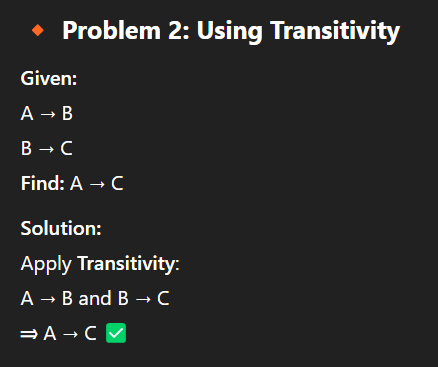 🔸 Problem 2: Using Transitivity
Given:
A → B
B → C
Find: A → C
Solution:
Apply Transitivity:
A → B and B → C
⇒ A → C ✅